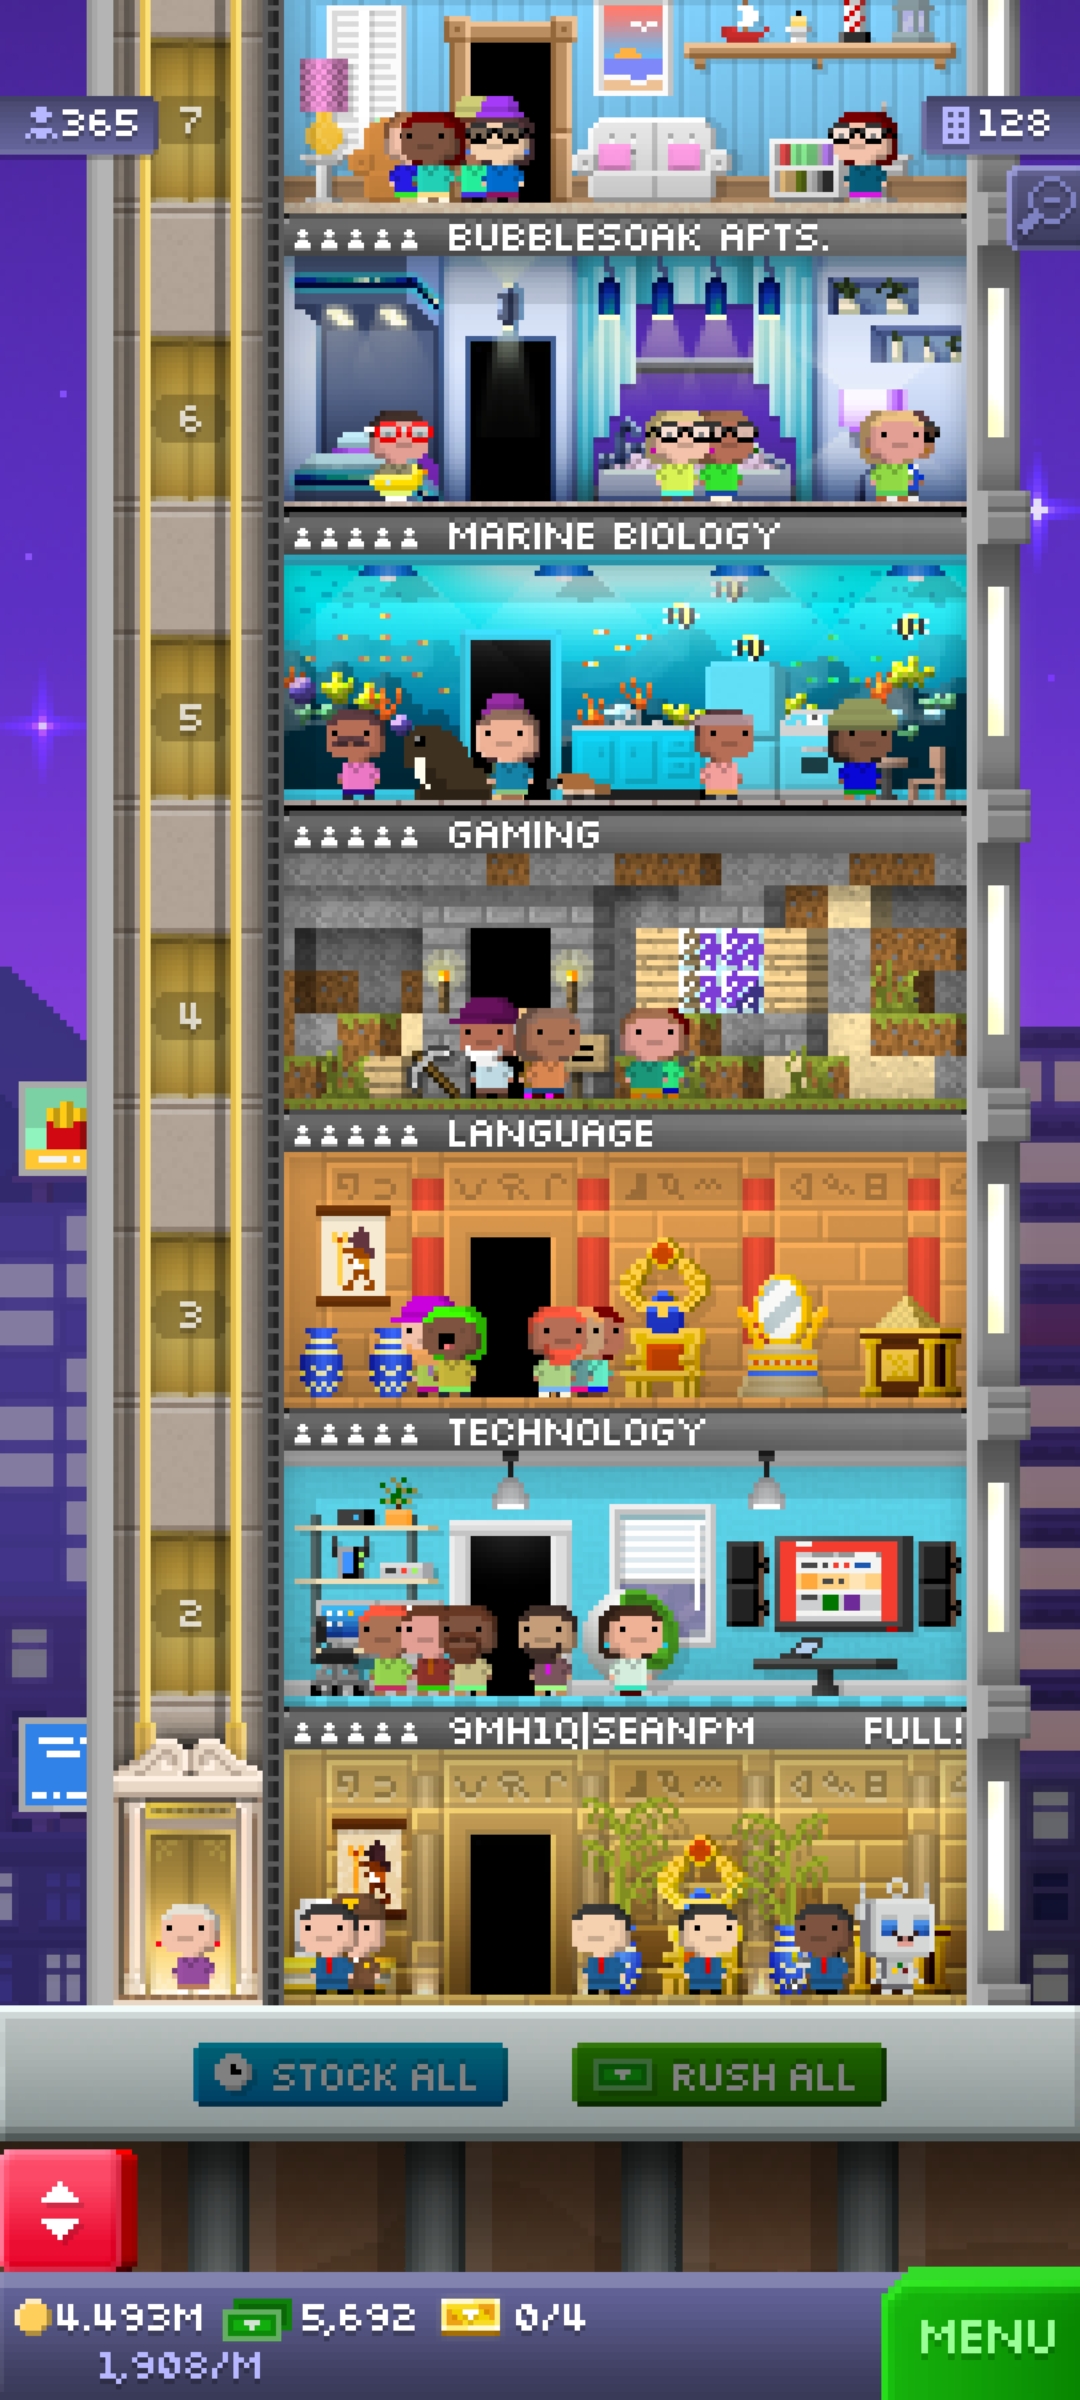 7
365
128
BUBBLESOAK APTS.
6
MARINE BIOLOGY
5
GAMING
4
LANGUAGE
3
TECHNOLOGY
2
9MH1Q|SEANPM FULL!
STOCK ALL
RUSH ALL
4.493M 5,692 0/4
1,908/M
MENU